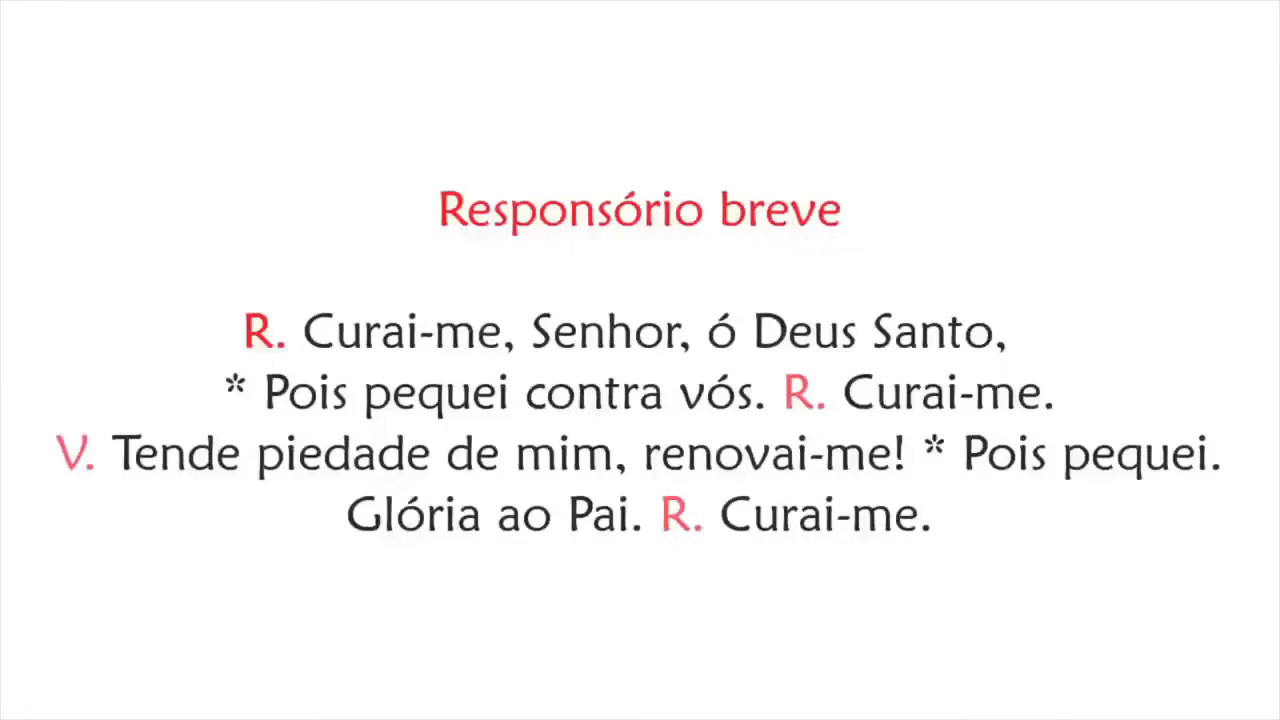 Responsório breve
R. Curai-me, Senhor, ó Deus Santo,
* Pois pequei contra vós. R. Curai-me.
V. Tende piedade de mim, renovai-me! * Pois pequei.
Glória ao Pai. R. Curai-me.